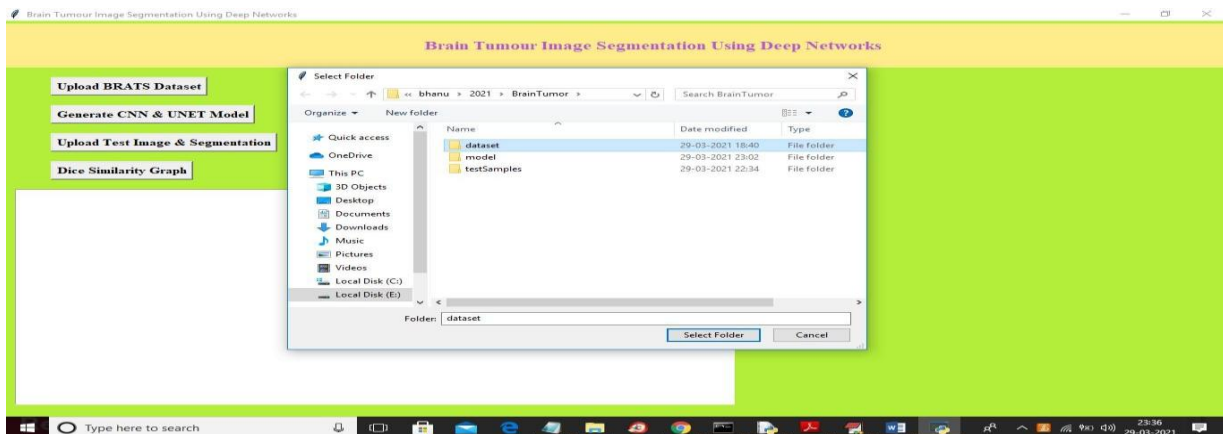 Brain Tumour Image Segmentation Using Deep Networks
Brain Tumour Image Segmentation Using Deep Networks
Upload BRATS Dataset
Generate CNN & UNET Model
Upload Test Image & Segmentation
Dice Similarity Graph
Select Folder
« bhanu › 2021 › BrainTumor ›
Search BrainTumor
Organize
New folder
Name Date modified Type
Quick access
OneDrive
This PC
3D Objects
Desktop
Documents
Downloads
Music
Pictures
Videos
Local Disk (C:)
Local Disk (E:)
dataset 29-03-2021 18:40 File folder
model 29-03-2021 23:02 File folder
testSamples 29-03-2021 22:34 File folder
Folder: dataset
Select Folder Cancel
Type here to search
23:36
29-03-2021